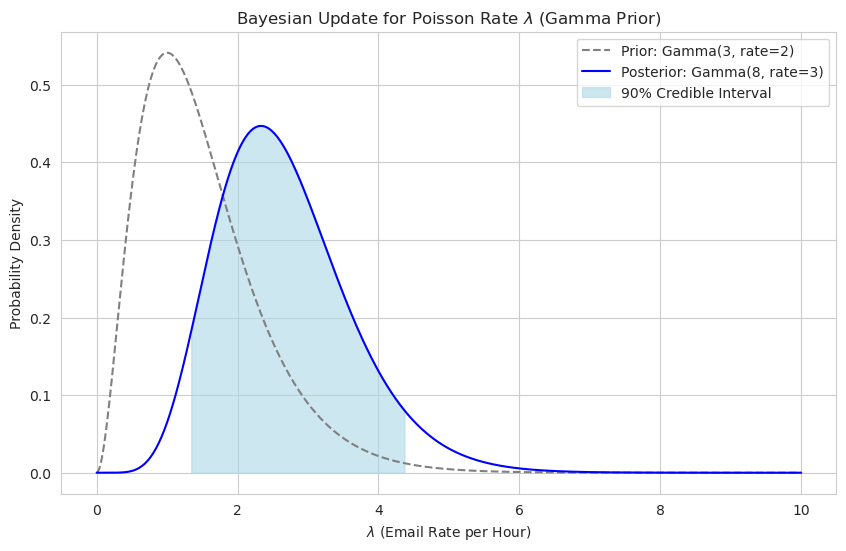 Bayesian Update for Poisson Rate λ (Gamma Prior)
Prior: Gamma(3, rate=2)
Posterior: Gamma(8, rate=3)
90% Credible Interval
Probability Density
0.5
0.4
0.3
0.2
0.1
0.0
0 2 4 6 8 10
λ (Email Rate per Hour)